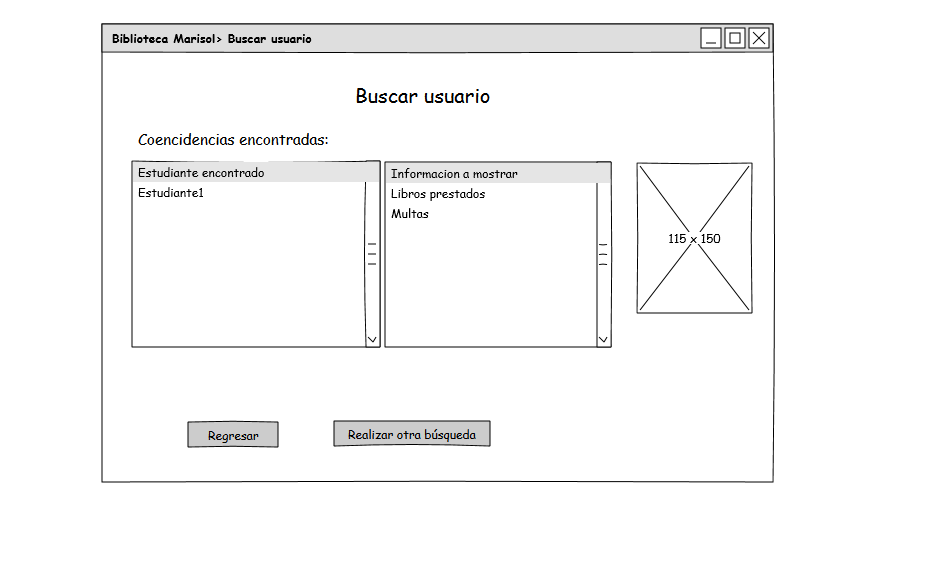 Biblioteca Marisol> Buscar usuario
Buscar usuario
Coencidencias encontradas:
Estudiante encontrado
Estudiante1
Informacion a mostrar
Libros prestados
Multas
115 x 150
Regresar
Realizar otra búsqueda